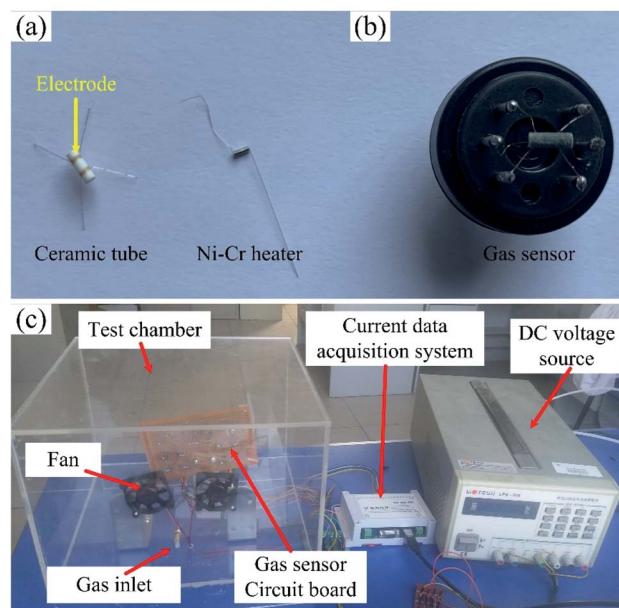 (a)
Electrode
Ceramic tube
Ni-Cr heater
(b)
Gas sensor
(c)
Test chamber
Current data
acquisition system
DC voltage
source
Fan
Gas inlet
Gas sensor
Circuit board